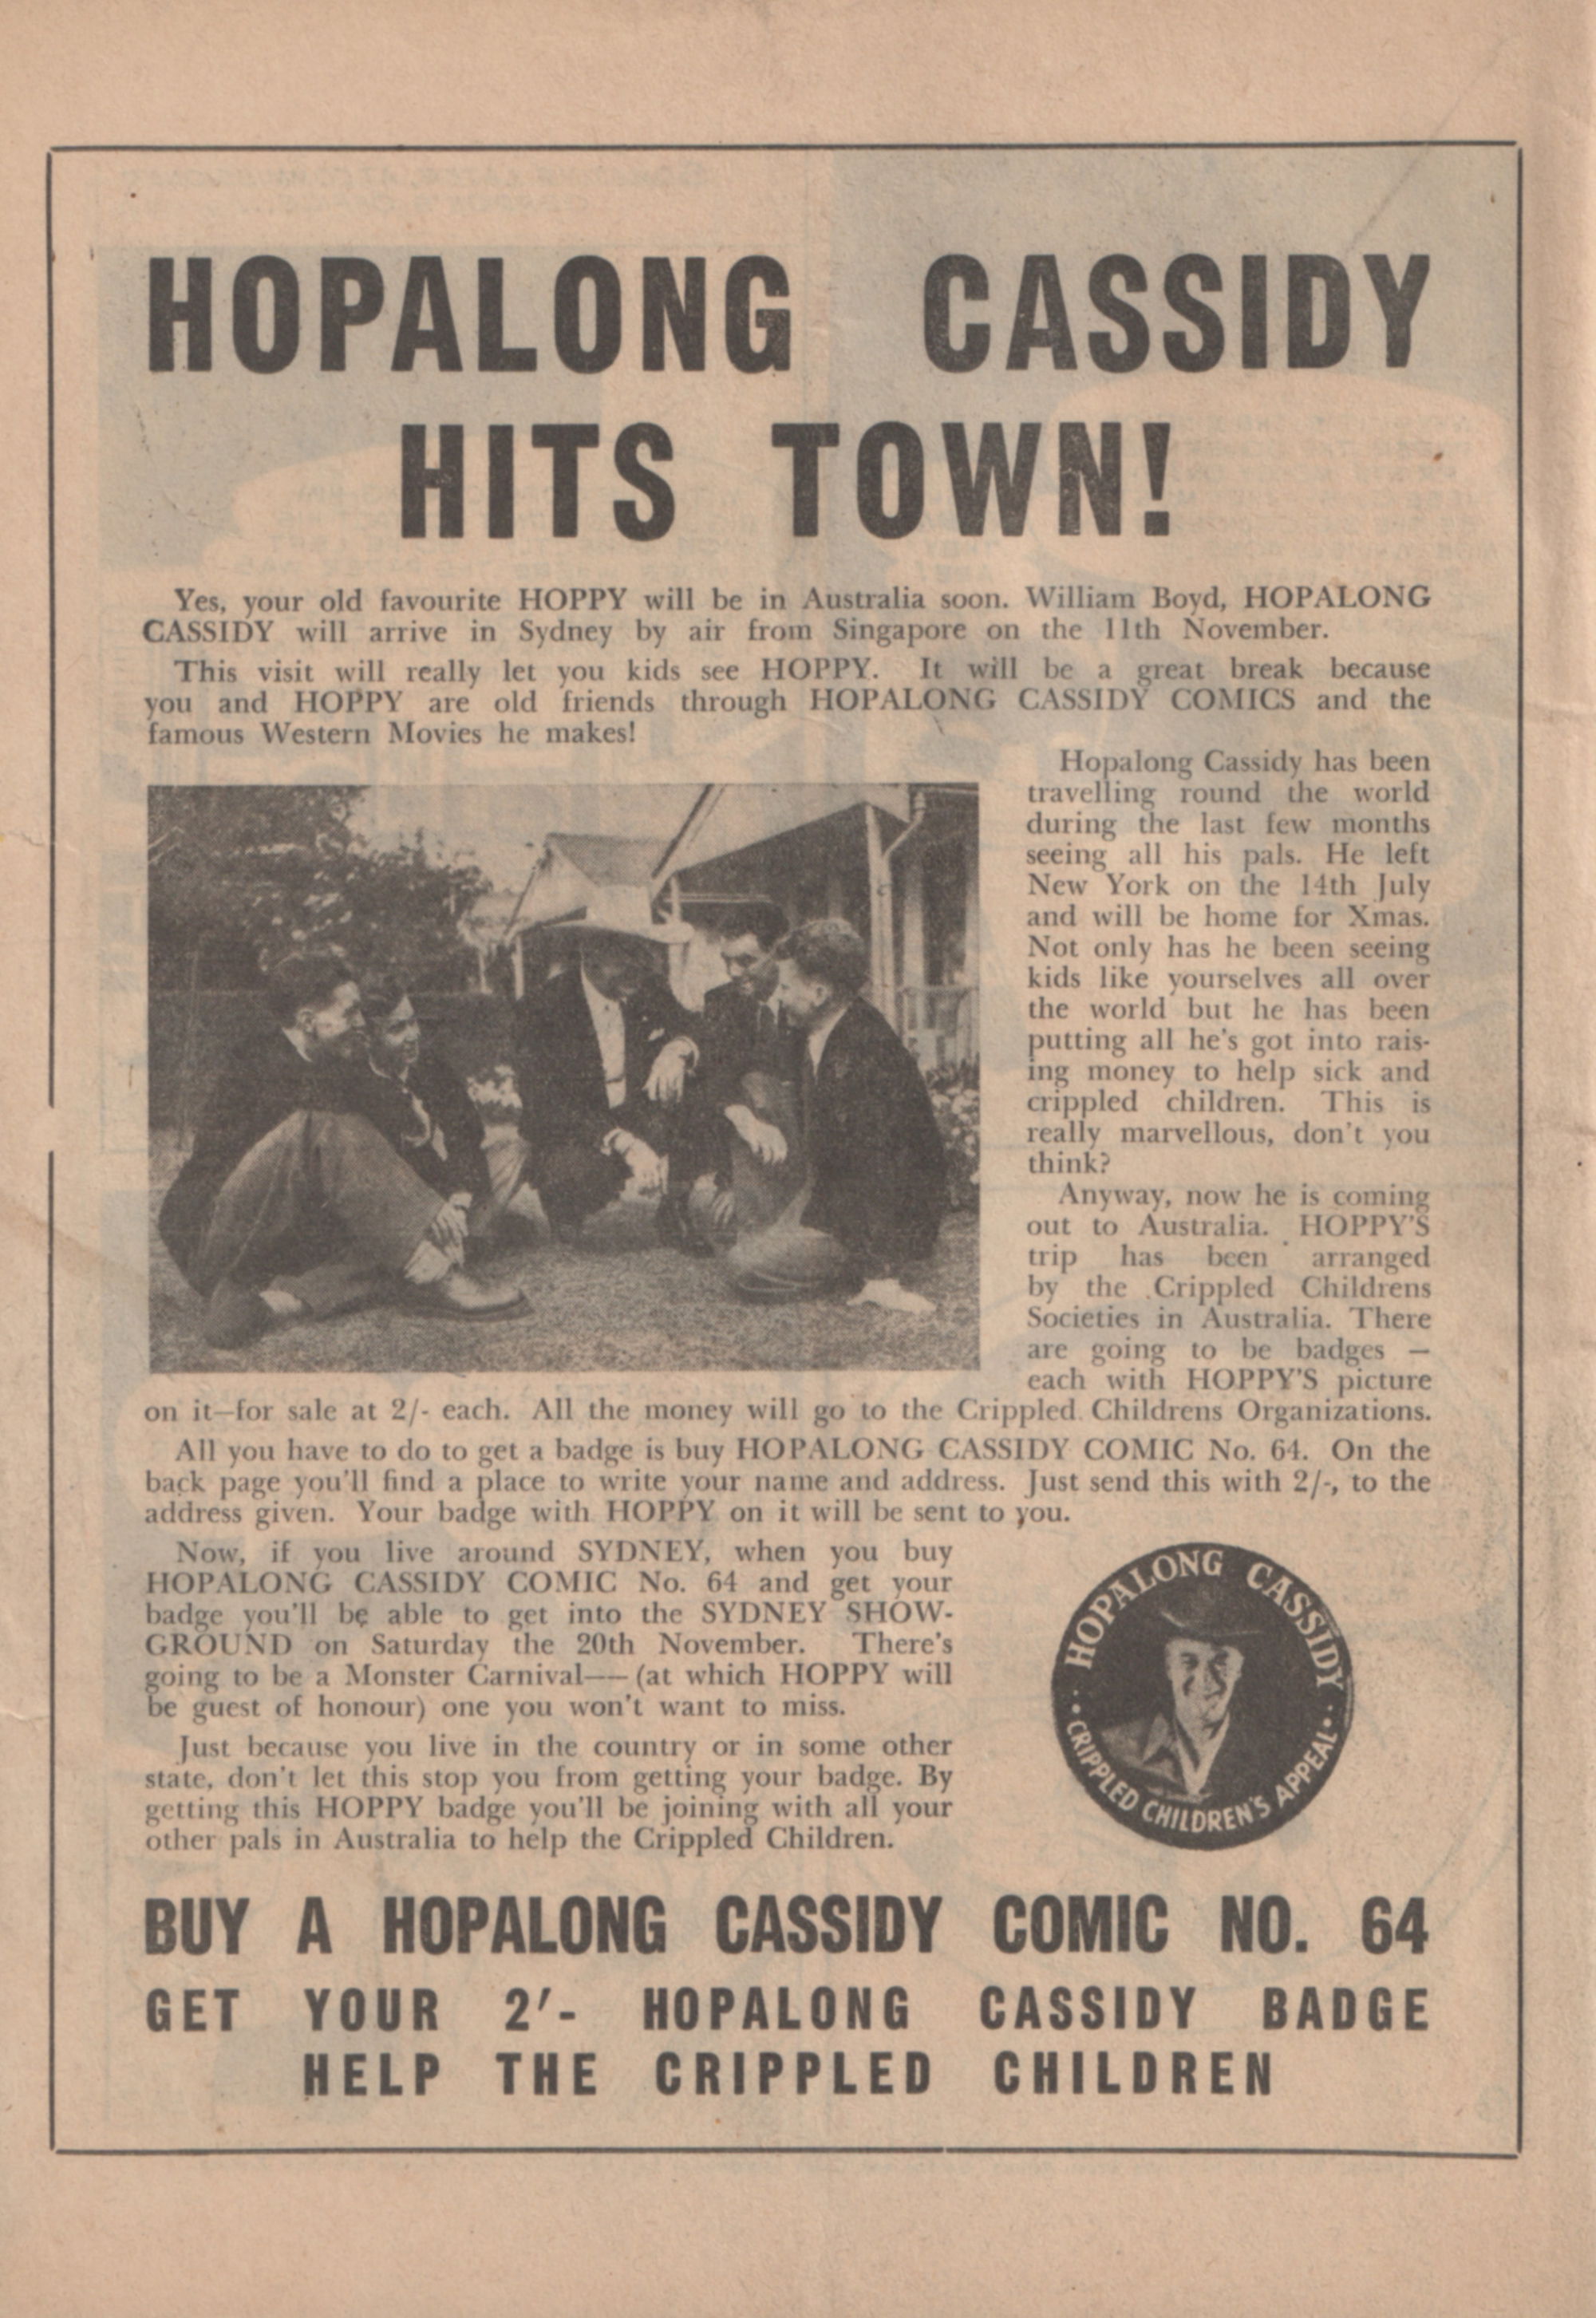 HOPALONG CASSIDY
HITS TOWN!
Yes, your old favourite HOPPY will be in Australia soon. William Boyd, HOPALONG
CASSIDY will arrive in Sydney by air from Singapore on the 11th November.
This visit will really let you kids see HOPPY. It will be a great break because
you and HOPPY are old friends through HOPALONG CASSIDY COMICS and the
famous Western Movies he makes!
Hopalong Cassidy has been
travelling round the world
during the last few months
seeing all his pals. He left
New York on the 14th July
and will be home for Xmas.
Not only has he been seeing
kids like yourselves all over
the world but he has been
putting all he's got into rais-
ing money to help sick and
crippled children. This is
really marvellous, don't you
think?
Anyway, now he is coming
out to Australia. HOPPY'S
trip has been arranged
by the Crippled Childrens
Societies in Australia. There
are going to be badges —
each with HOPPY'S picture
on it—for sale at 2/- each. All the money will go to the Crippled Childrens Organizations.
All you have to do to get a badge is buy HOPALONG CASSIDY COMIC No. 64. On the
back page you'll find a place to write your name and address. Just send this with 2/-, to the
address given. Your badge with HOPPY on it will be sent to you.
Now, if you live around SYDNEY, when you buy
HOPALONG CASSIDY COMIC No. 64 and get your
badge you'll be able to get into the SYDNEY SHOW-
GROUND on Saturday the 20th November. There's
going to be a Monster Carnival—— (at which HOPPY will
be guest of honour) one you won't want to miss.
Just because you live in the country or in some other
state, don't let this stop you from getting your badge. By
getting this HOPPY badge you'll be joining with all your
other pals in Australia to help the Crippled Children.
HOPALONG CASSIDY
CRIPPLED CHILDREN'S APPEAL
BUY A HOPALONG CASSIDY COMIC NO. 64
GET YOUR 2'- HOPALONG CASSIDY BADGE
HELP THE CRIPPLED CHILDREN